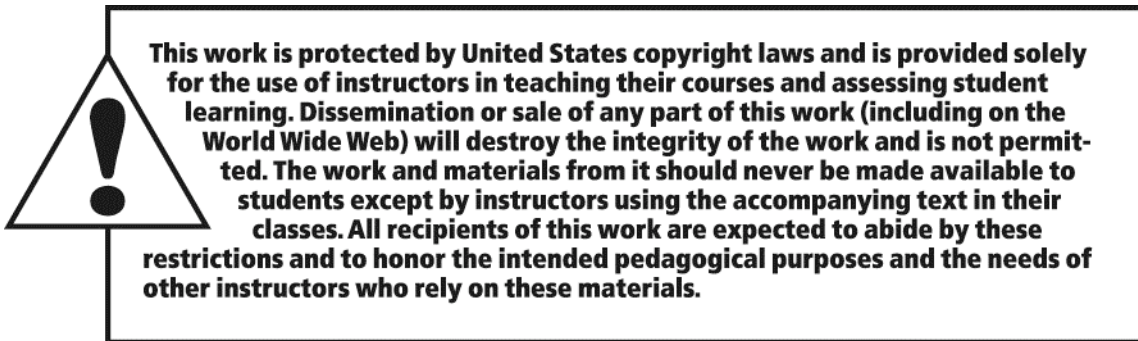 This work is protected by United States copyright laws and is provided solely
for the use of instructors in teaching their courses and assessing student
learning. Dissemination or sale of any part of this work (including on the
World Wide Web) will destroy the integrity of the work and is not permit-
ted. The work and materials from it should never be made available to
students except by instructors using the accompanying text in their
classes. All recipients of this work are expected to abide by these
restrictions and to honor the intended pedagogical purposes and the needs of
other instructors who rely on these materials.